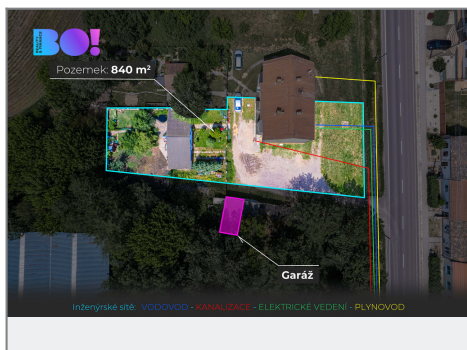 BO!
Pozemek: 840 m²
Garáž
Inženýrské sítě: VODOVOD - KANALIZACE - ELEKTRICKÉ VEDENÍ - PLYNOVOD